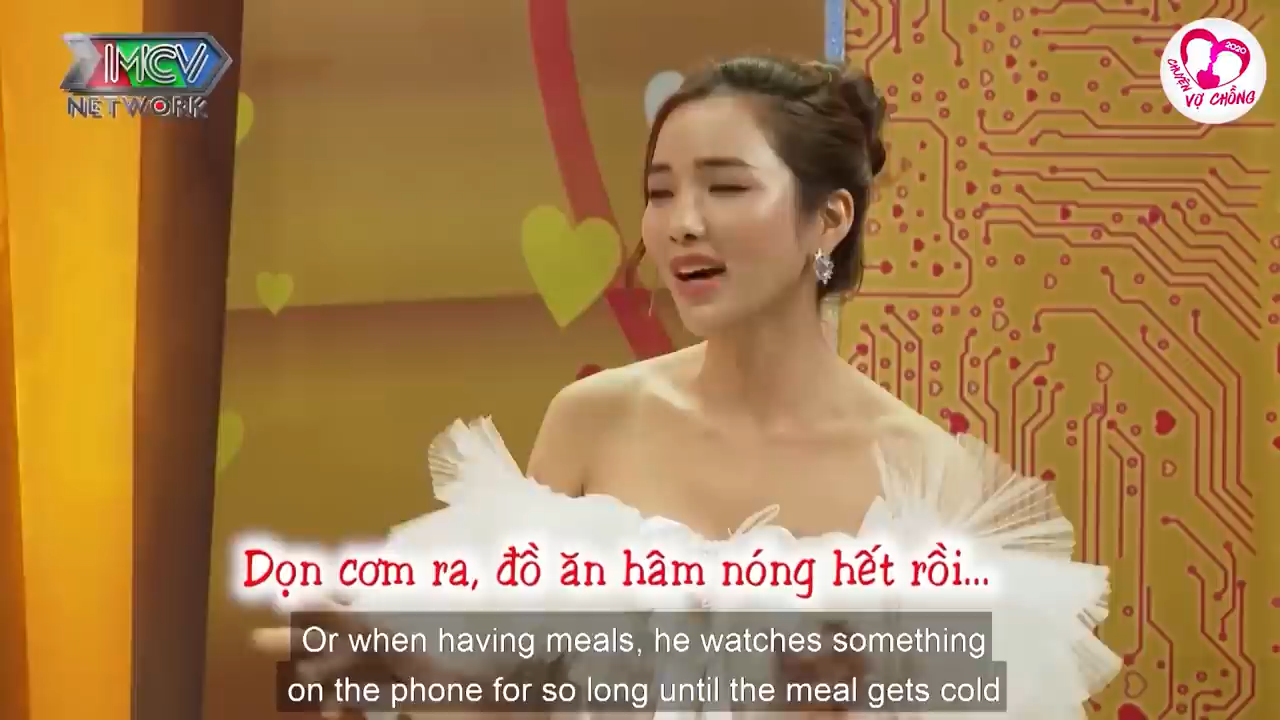 MCV
NETWORK
2020
CHUYỆN
VỢ CHỒNG
Dọn cơm ra, đồ ăn hâm nóng hết rồi...
Or when having meals, he watches something
on the phone for so long until the meal gets cold